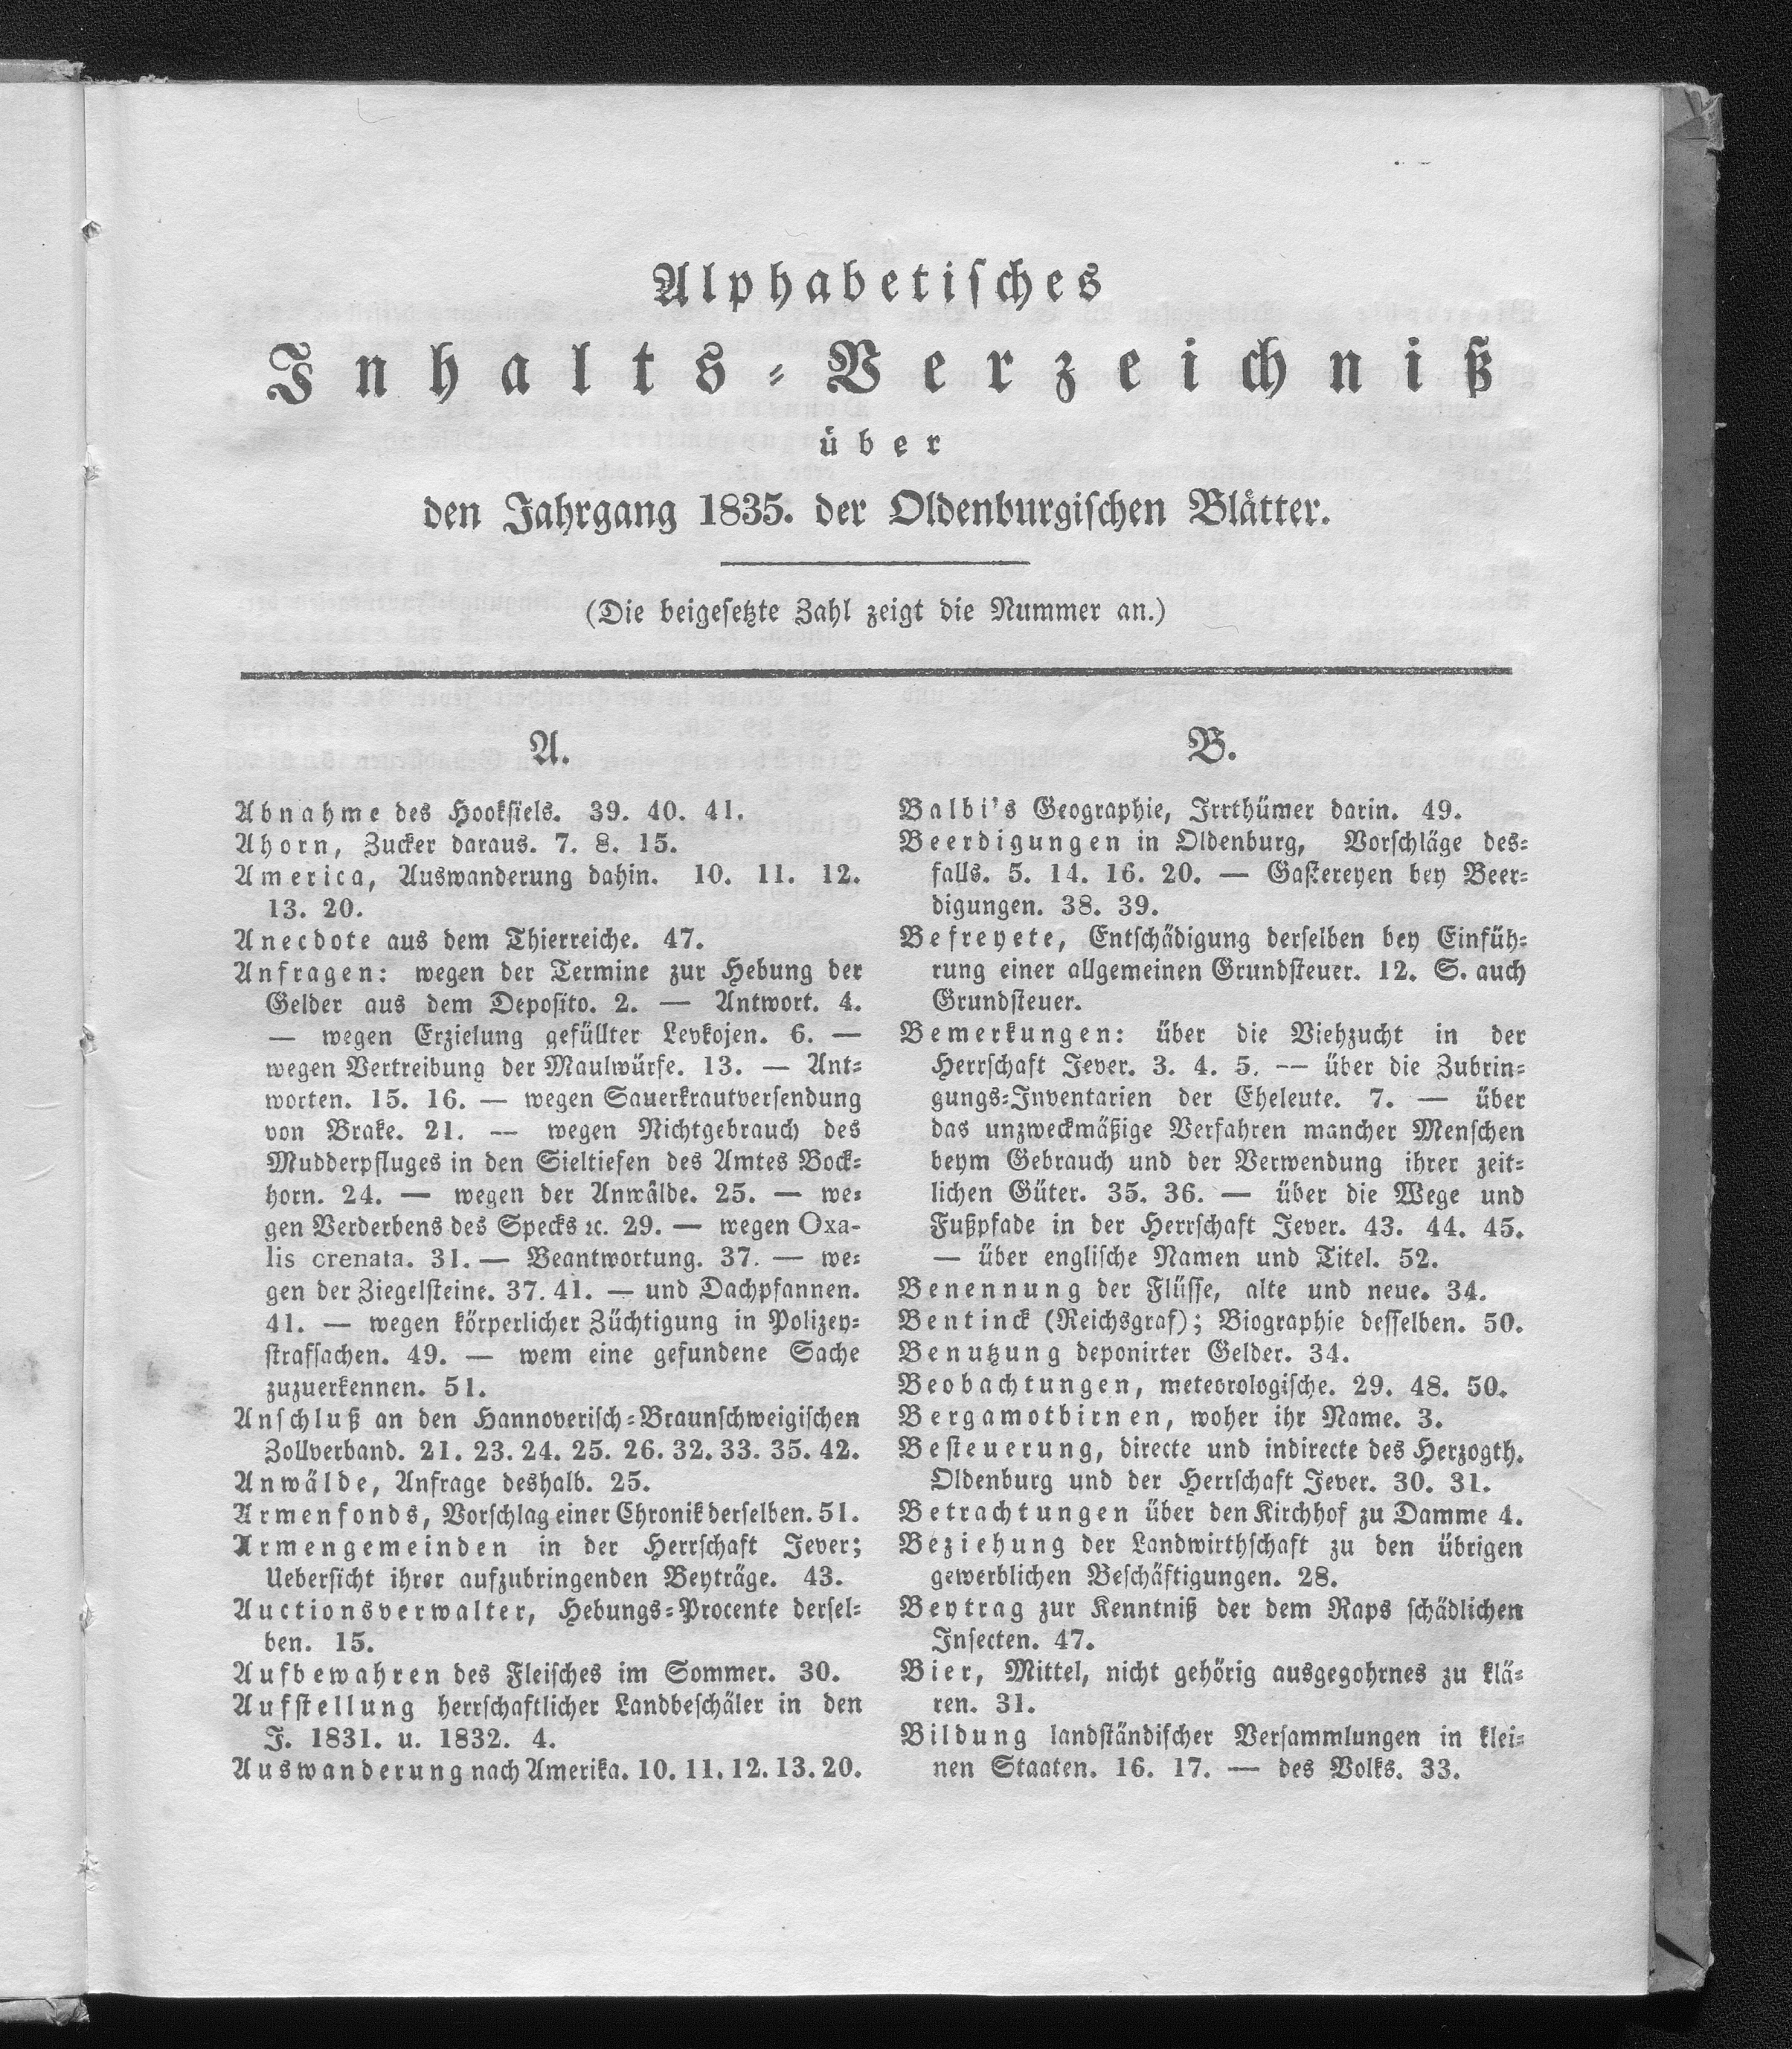 Alphabetisches
Inhalts-Verzeichniß
über
den Jahrgang 1835. der Oldenburgischen Blätter.
(Die beigesetzte Zahl zeigt die Nummer an.)
A.
Abnahme des Hooksiels. 39. 40. 41.
Ahorn, Zucker daraus. 7. 8. 15.
America, Auswanderung dahin. 10. 11. 12.
13. 20.
Anecdote aus dem Thierreiche. 47.
Anfragen: wegen der Termine zur Hebung der
Gelder aus dem Deposito. 2. — Antwort. 4.
— wegen Erzielung gefüllter Levkojen. 6. —
wegen Vertreibung der Maulwürfe. 13. — Ant-
worten. 15. 16. — wegen Sauerkrautversendung
von Brake. 21. — wegen Nichtgebrauch des
Mudderpfluges in den Sieltiefen des Amtes Bock-
horn. 24. — wegen der Anwälde. 25. — we-
gen Verderbens des Specks ꝛc. 29. — wegen Oxa-
lis crenata. 31. — Beantwortung. 37. — we-
gen der Ziegelsteine. 37. 41. — und Dachpfannen.
41. — wegen körperlicher Züchtigung in Polizey-
strafsachen. 49. — wem eine gefundene Sache
zuzuerkennen. 51.
Anschluß an den Hannoverisch-Braunschweigischen
Zollverband. 21. 23. 24. 25. 26. 32. 33. 35. 42.
Anwälde, Anfrage deshalb. 25.
Armenfonds, Vorschlag einer Chronik derselben. 51.
Armengemeinden in der Herrschaft Jever;
Uebersicht ihrer aufzubringenden Beyträge. 43.
Auctionsverwalter, Hebungs-Procente dersel-
ben. 15.
Aufbewahren des Fleisches im Sommer. 30.
Aufstellung herrschaftlicher Landbeschäler in den
J. 1831. u. 1832. 4.
Auswanderung nach Amerika. 10. 11. 12. 13. 20.
B.
Balbi's Geographie, Irrthümer darin. 49.
Beerdigungen in Oldenburg, Vorschläge des-
falls. 5. 14. 16. 20. — Gastereyen bey Beer-
digungen. 38. 39.
Befreyete, Entschädigung derselben bey Einfüh-
rung einer allgemeinen Grundsteuer. 12. S. auch
Grundsteuer.
Bemerkungen: über die Viehzucht in der
Herrschaft Jever. 3. 4. 5. — über die Zubrin-
gungs-Inventarien der Eheleute. 7. — über
das unzweckmäßige Verfahren mancher Menschen
beym Gebrauch und der Verwendung ihrer zeit-
lichen Güter. 35. 36. — über die Wege und
Fußpfade in der Herrschaft Jever. 43. 44. 45.
— über englische Namen und Titel. 52.
Benennung der Flüsse, alte und neue. 34.
Bentinck (Reichsgraf); Biographie desselben. 50.
Benutzung deponirter Gelder. 34.
Beobachtungen, meteorologische. 29. 48. 50.
Bergamotbirnen, woher ihr Name. 3.
Besteuerung, directe und indirecte des Herzogth.
Oldenburg und der Herrschaft Jever. 30. 31.
Betrachtungen über den Kirchhof zu Damme 4.
Beziehung der Landwirthschaft zu den übrigen
gewerblichen Beschäftigungen. 28.
Beytrag zur Kenntniß der dem Raps schädlichen
Insecten. 47.
Bier, Mittel, nicht gehörig ausgegohrnes zu klä-
ren. 31.
Bildung landständischer Versammlungen in klei-
nen Staaten. 16. 17. — des Volks. 33.